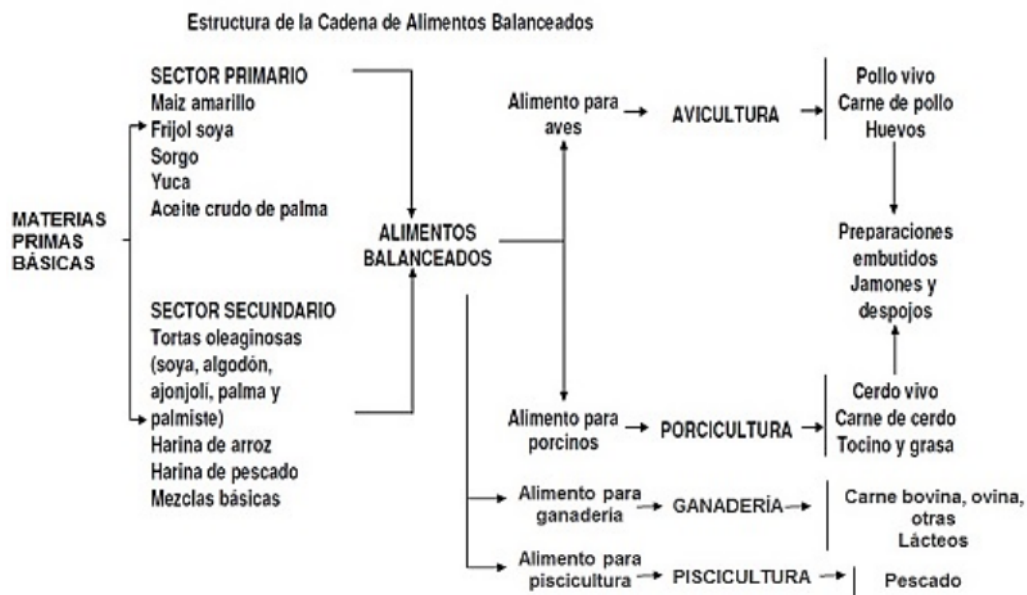 Estructura de la Cadena de Alimentos Balanceados
MATERIAS
PRIMAS
BÁSICAS
SECTOR PRIMARIO
Maiz amarillo
Frijol soya
Sorgo
Yuca
Aceite crudo de palma
SECTOR SECUNDARIO
Tortas oleaginosas
(soya, algodón,
ajonjolí, palma y
palmiste)
Harina de arroz
Harina de pescado
Mezclas básicas
ALIMENTOS
BALANCEADOS
Alimento para
aves
AVICULTURA
Pollo vivo
Carne de pollo
Huevos
Preparaciones
embutidos
Jamones y
despojos
Alimento para
porcinos
PORCICULTURA
Cerdo vivo
Carne de cerdo
Tocino y grasa
Alimento para
ganadería
GANADERÍA
Carne bovina, ovina,
otras
Lácteos
Alimento para
piscicultura
PISCICULTURA
Pescado